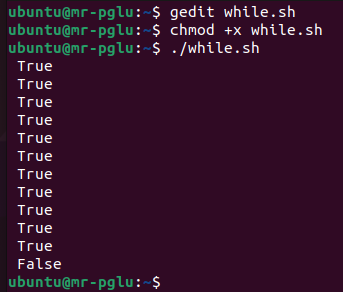 ubuntu@mr-pglu:~$ gedit while.sh
ubuntu@mr-pglu:~$ chmod +x while.sh
ubuntu@mr-pglu:~$ ./while.sh
True
True
True
True
True
True
True
True
True
True
True
False
ubuntu@mr-pglu:~$